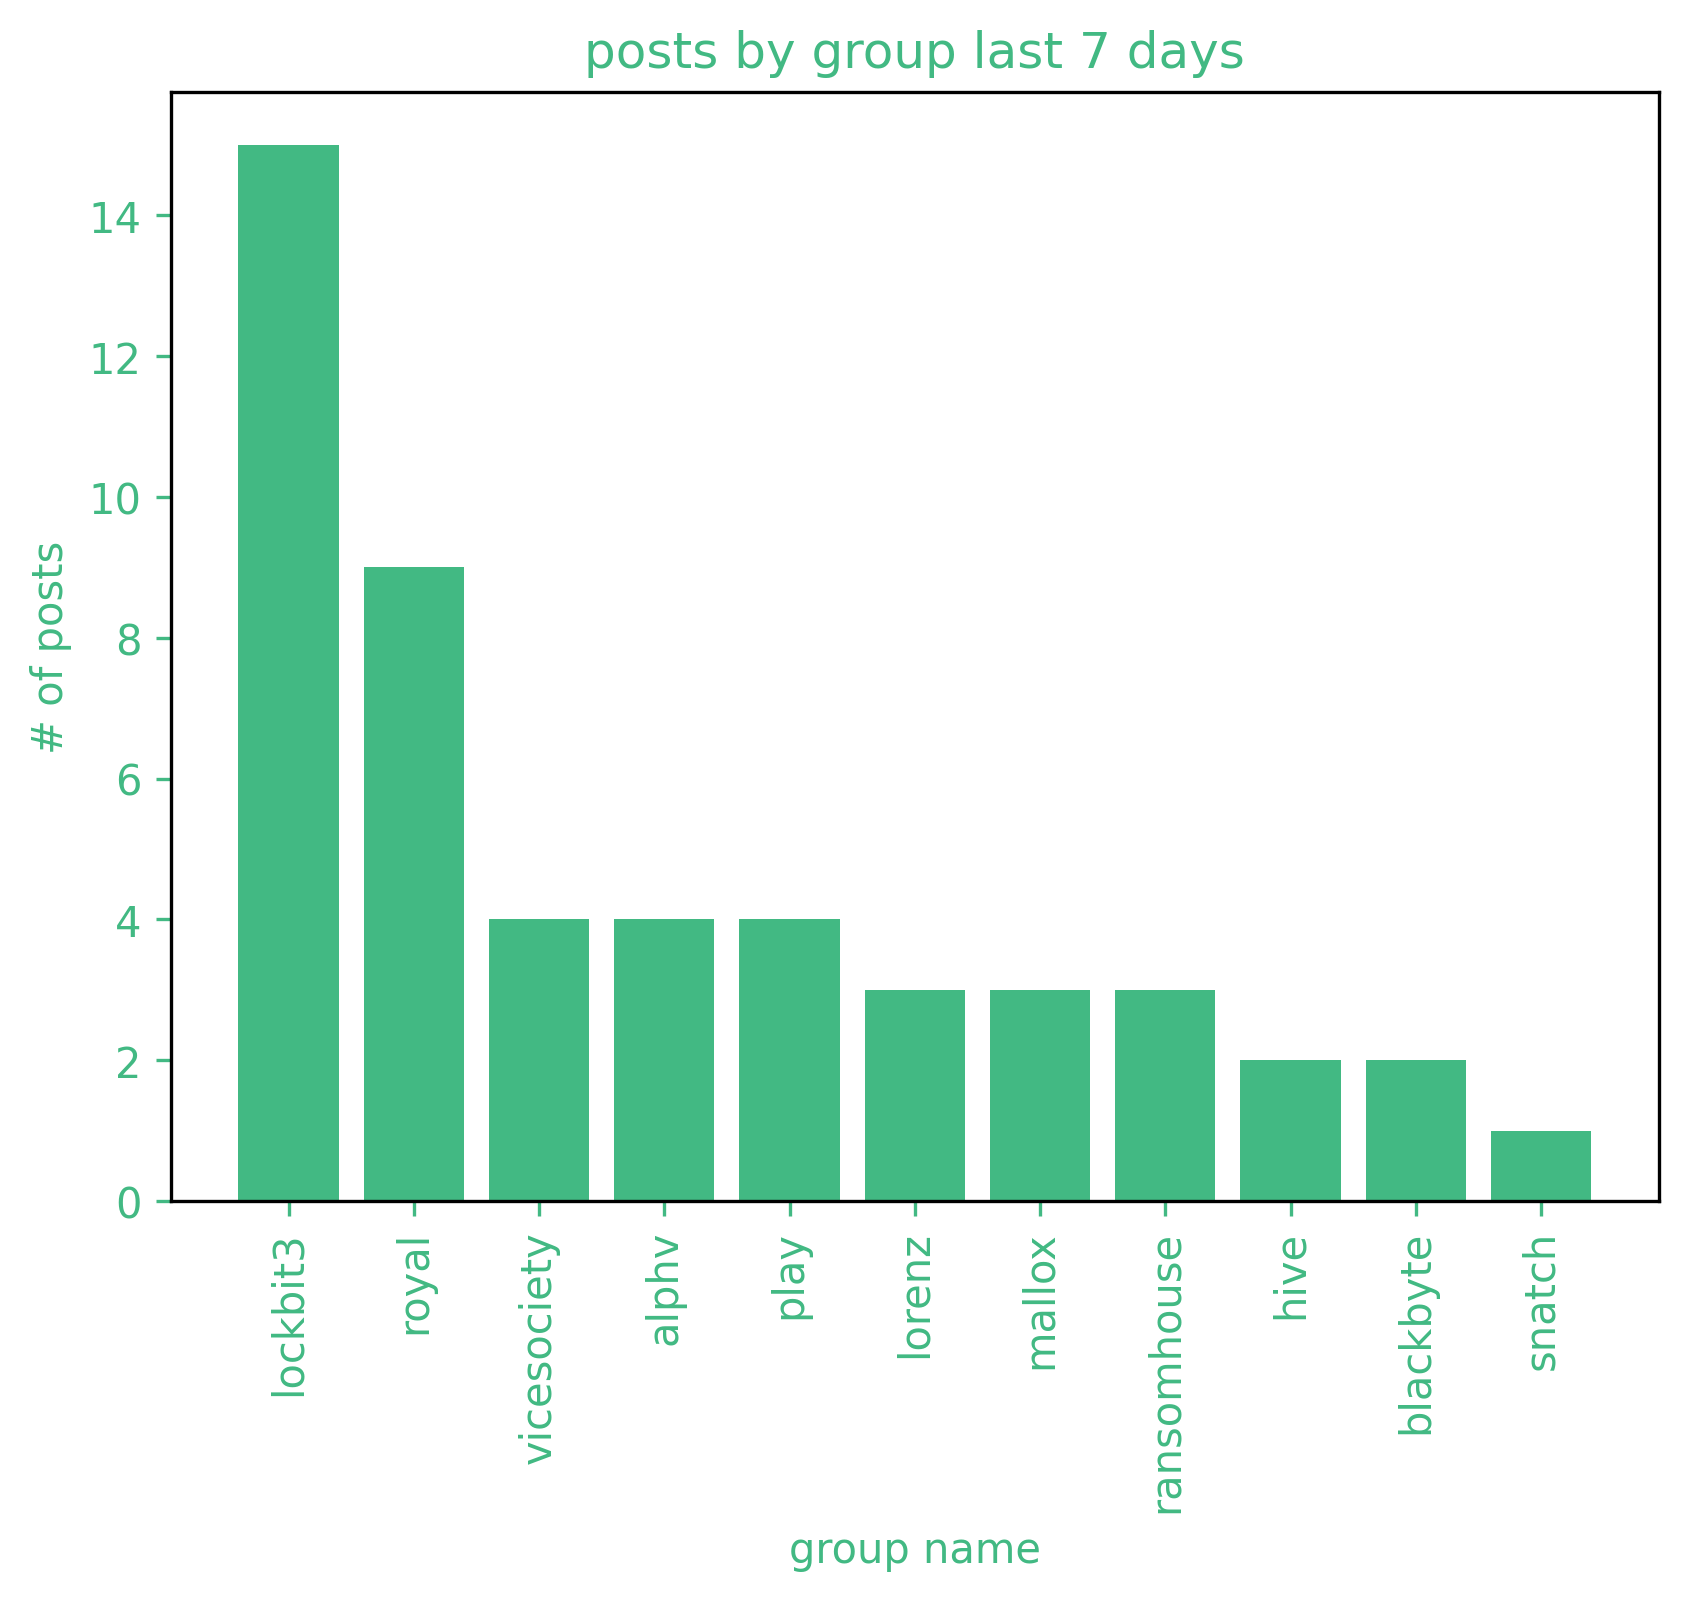 posts by group last 7 days
# of posts
14
12
10
8
6
4
2
0
lockbit3
royal
vicesociety
alphv
play
lorenz
mallox
ransomhouse
hive
blackbyte
snatch
group name